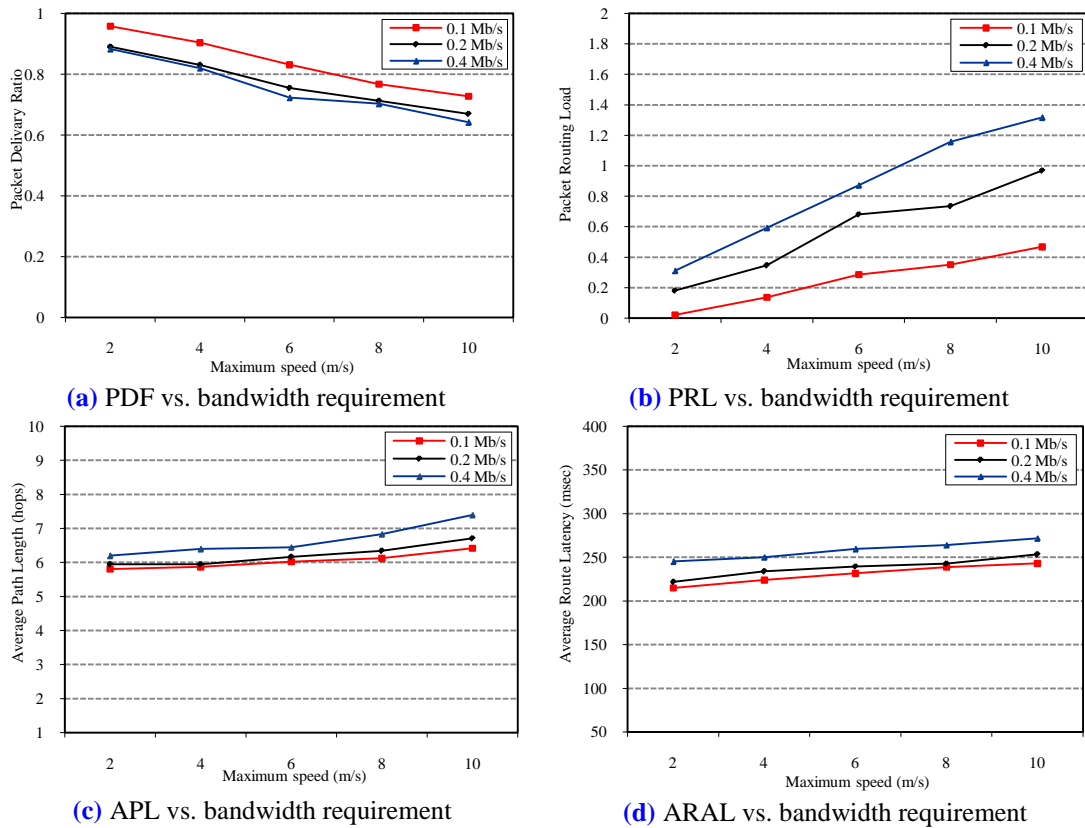 1
0.8
0.6
0.4
0.2
0
Packet Delivary Ratio
0.1 Mb/s
0.2 Mb/s
0.4 Mb/s
2 4 6 8 10
Maximum speed (m/s)
(a) PDF vs. bandwidth requirement
2
1.8
1.6
1.4
1.2
1
0.8
0.6
0.4
0.2
0
Packet Routing Load
0.1 Mb/s
0.2 Mb/s
0.4 Mb/s
2 4 6 8 10
Maximum speed (m/s)
(b) PRL vs. bandwidth requirement
10
9
8
7
6
5
4
3
2
1
Average Path Length (hops)
0.1 Mb/s
0.2 Mb/s
0.4 Mb/s
2 4 6 8 10
Maximum speed (m/s)
(c) APL vs. bandwidth requirement
400
350
300
250
200
150
100
50
Average Route Latency (msec)
0.1 Mb/s
0.2 Mb/s
0.4 Mb/s
2 4 6 8 10
Maximum speed (m/s)
(d) ARAL vs. bandwidth requirement